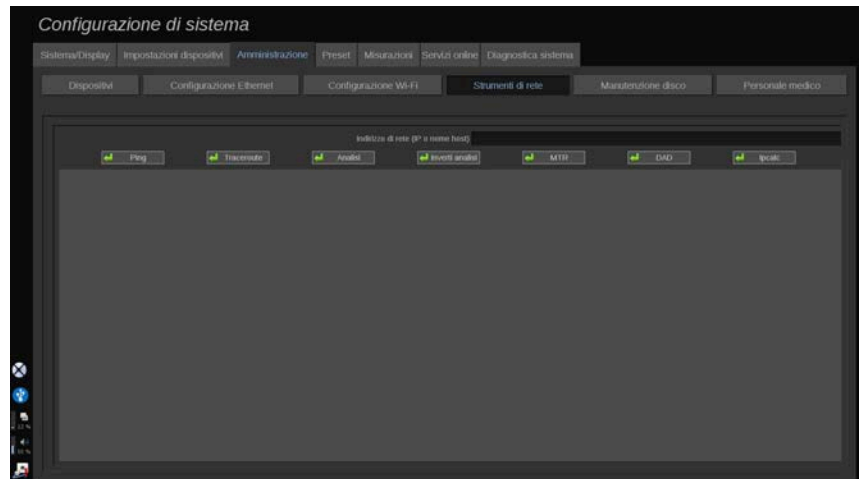 Configurazione di sistema
Sistema/Display Impostazioni dispositivi Amministrazione Preset Misurazioni Servizi online Diagnostica sistema
Dispositivi Configurazione Ethernet Configurazione Wi-Fi Strumenti di rete Manutenzione disco Personale medico
Indirizzo di rete (IP o nome host)
Ping Traceroute Analisi Inverti analisi MTR DAD Ipcalc